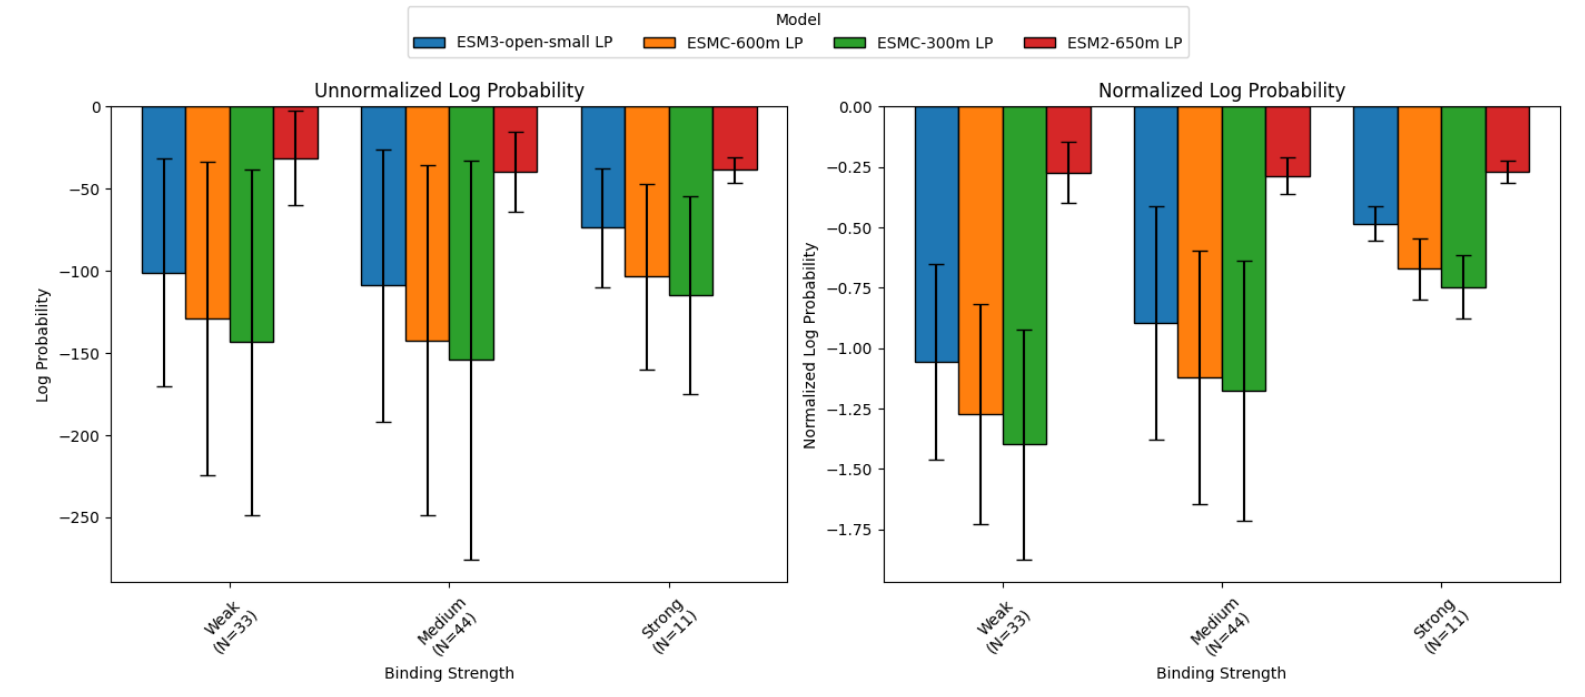 Model
ESM3-open-small LP
ESMC-600m LP
ESMC-300m LP
ESM2-650m LP
Unnormalized Log Probability
0
−50
−100
−150
−200
−250
Log Probability
Weak
(N=33)
Medium
(N=44)
Strong
(N=11)
Binding Strength
Normalized Log Probability
0.00
−0.25
−0.50
−0.75
−1.00
−1.25
−1.50
−1.75
Normalized Log Probability
Weak
(N=33)
Medium
(N=44)
Strong
(N=11)
Binding Strength